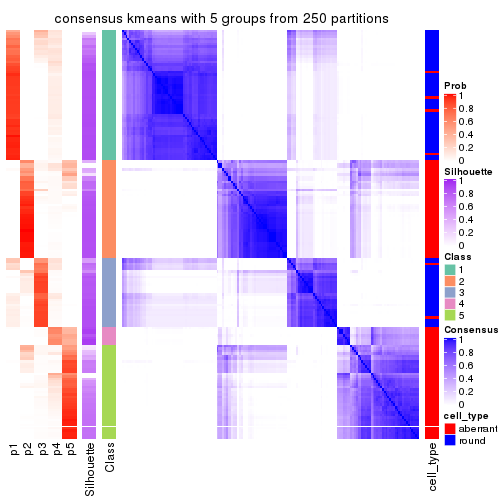 consensus kmeans with 5 groups from 250 partitions
Prob
1
0.8
0.6
0.4
0.2
0
Silhouette
1
0.8
0.6
0.4
0.2
0
Class
1
2
3
4
5
Consensus
1
0.8
0.6
0.4
0.2
0
cell_type
aberrant
round
p1
p2
p3
p4
p5
Silhouette
Class
cell_type